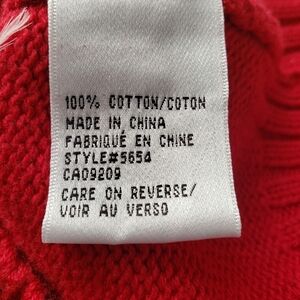 100% COTTON/COTON
MADE IN CHINA
FABRIQUÉ EN CHINE
STYLE#5654
CA09209
CARE ON REVERSE/
VOIR AU VERSO